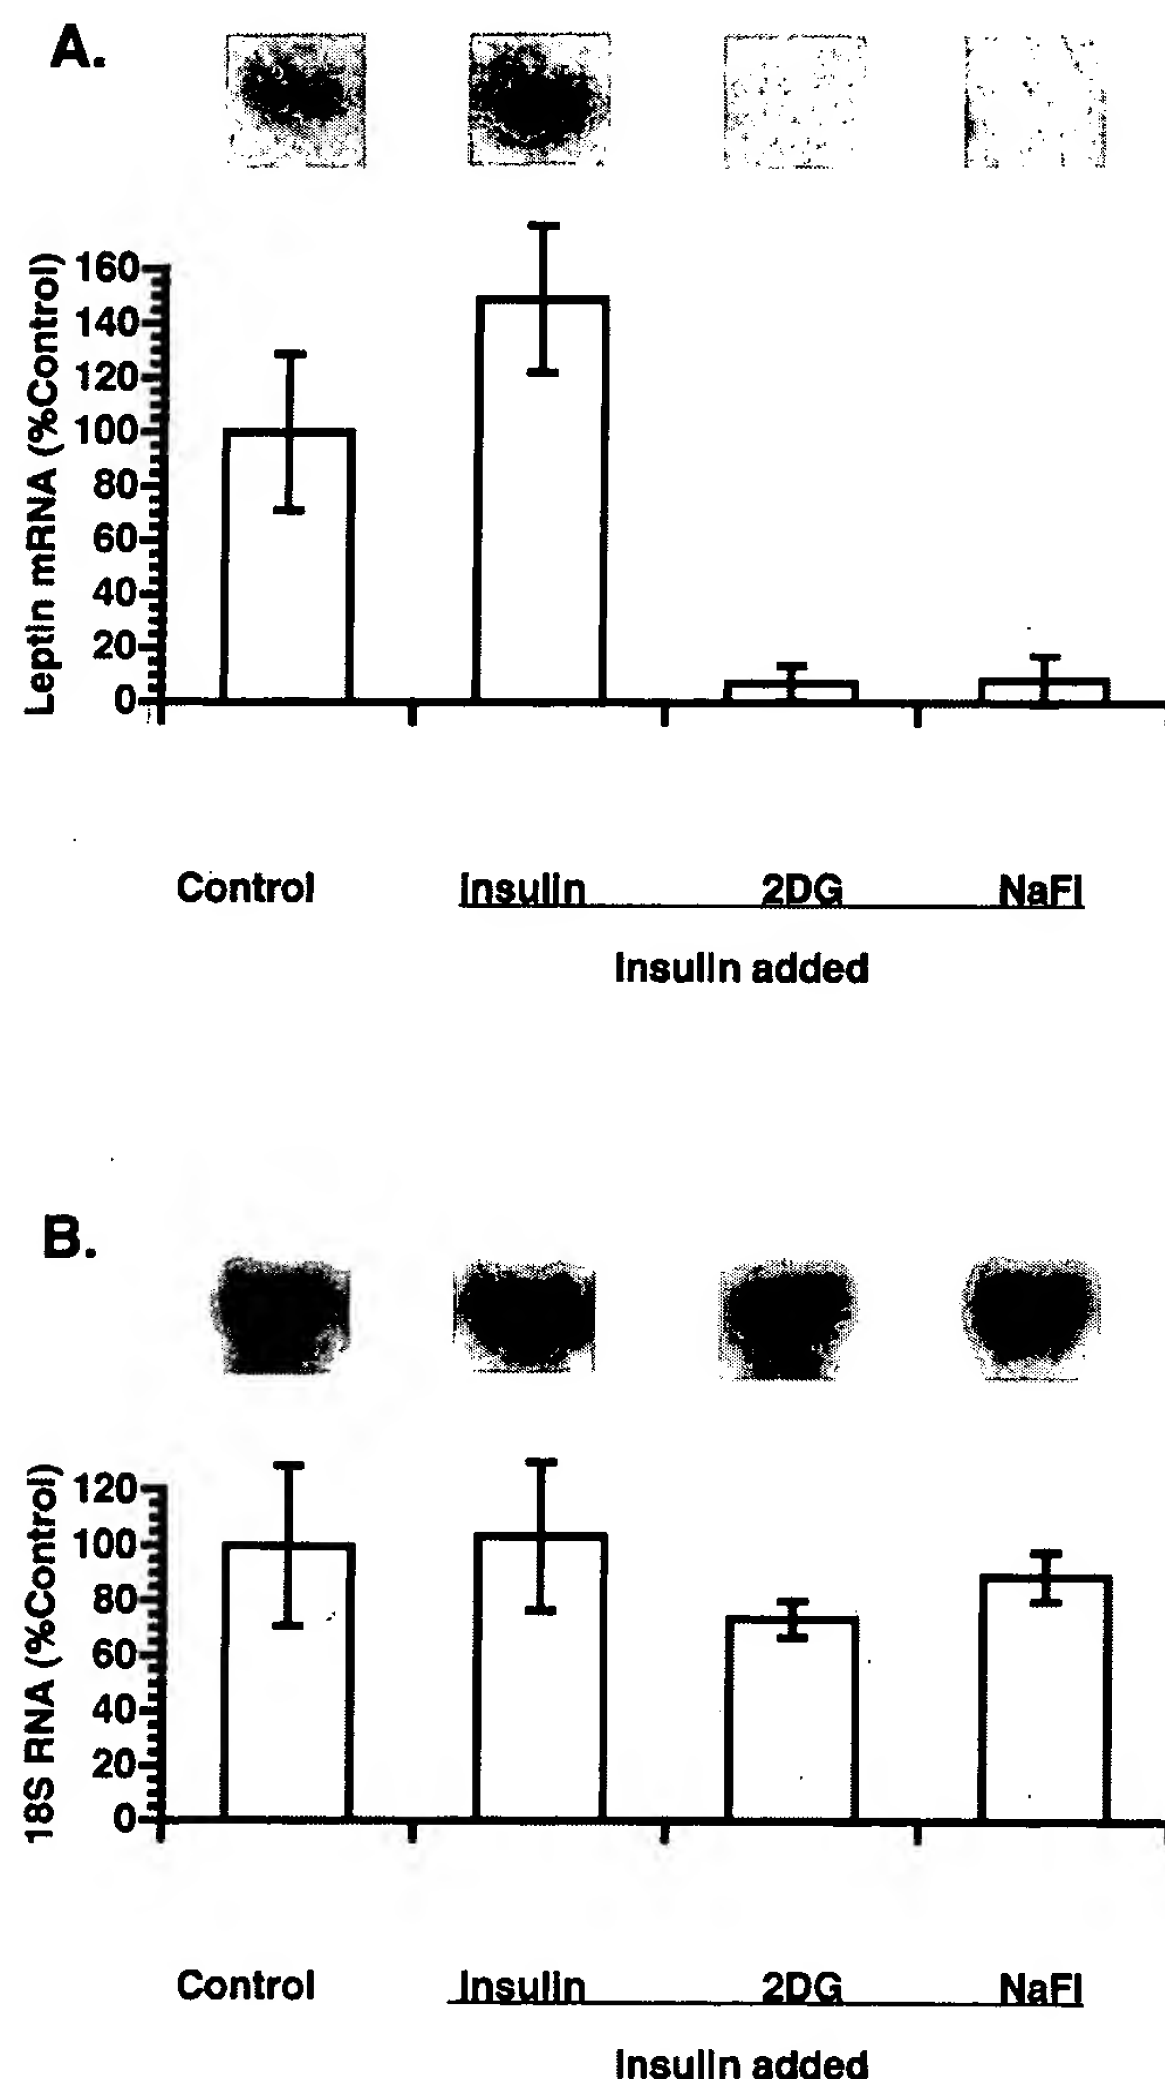 A.
Leptin mRNA (%Control)
160
140
120
100
80
60
40
20
0
Control Insulin 2DG NaFl
Insulin added
B.
18S RNA (%Control)
120
100
80
60
40
20
0
Control Insulin 2DG NaFl
Insulin added